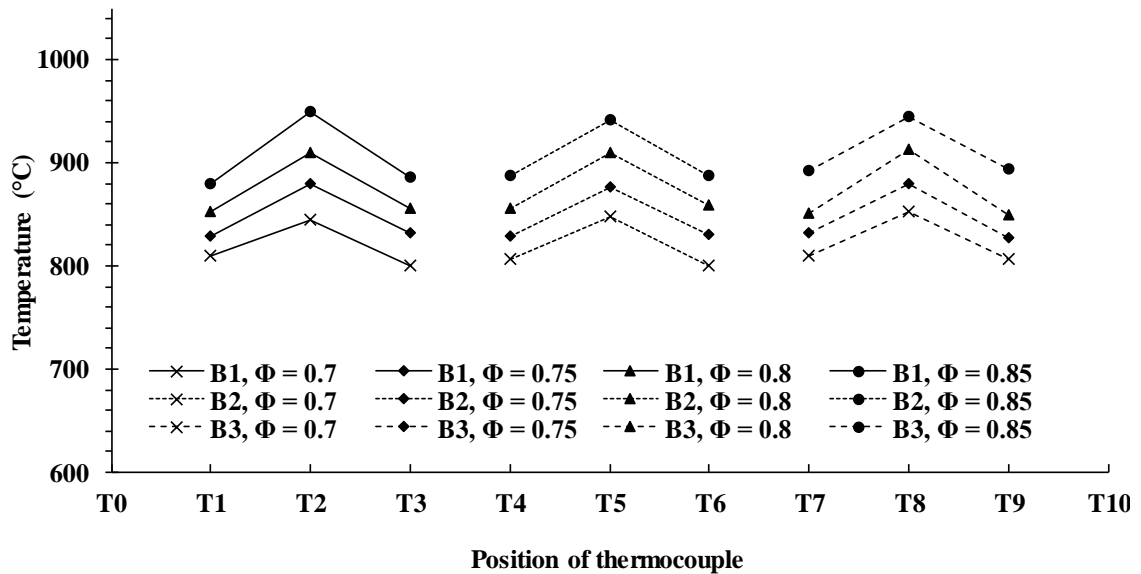 1000
900
800
700
600
Temperature (°C)
B1, Φ = 0.7 B1, Φ = 0.75 B1, Φ = 0.8 B1, Φ = 0.85
B2, Φ = 0.7 B2, Φ = 0.75 B2, Φ = 0.8 B2, Φ = 0.85
B3, Φ = 0.7 B3, Φ = 0.75 B3, Φ = 0.8 B3, Φ = 0.85
T0 T1 T2 T3 T4 T5 T6 T7 T8 T9 T10
Position of thermocouple